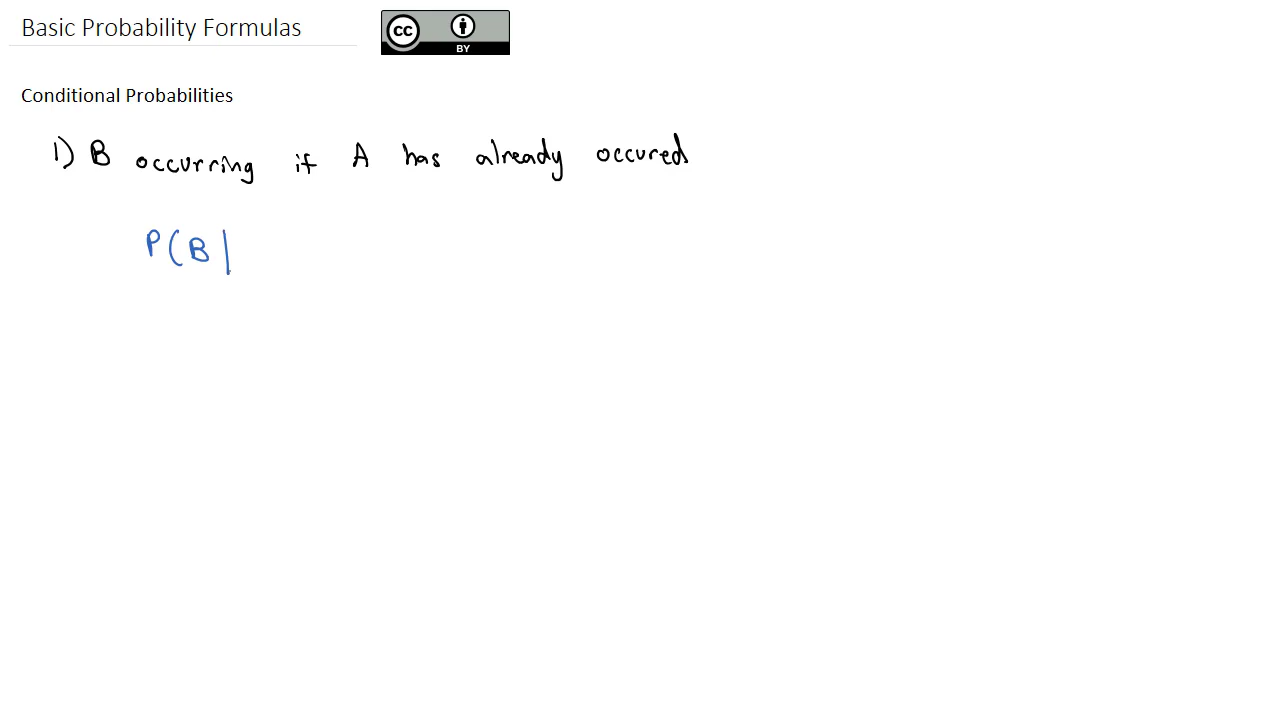 Basic Probability Formulas
CC BY
Conditional Probabilities
1) B occurring if A has already occured
P(B|